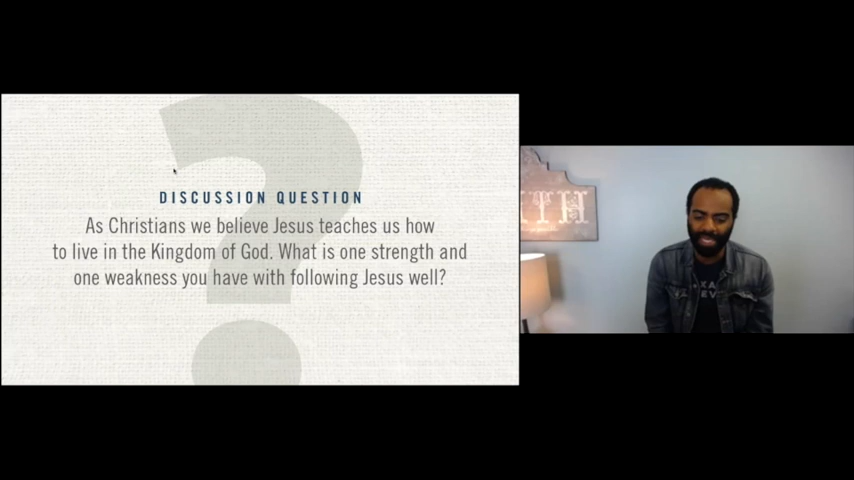 DISCUSSION QUESTION
As Christians we believe Jesus teaches us how
to live in the Kingdom of God. What is one strength and
one weakness you have with following Jesus well?
ITH